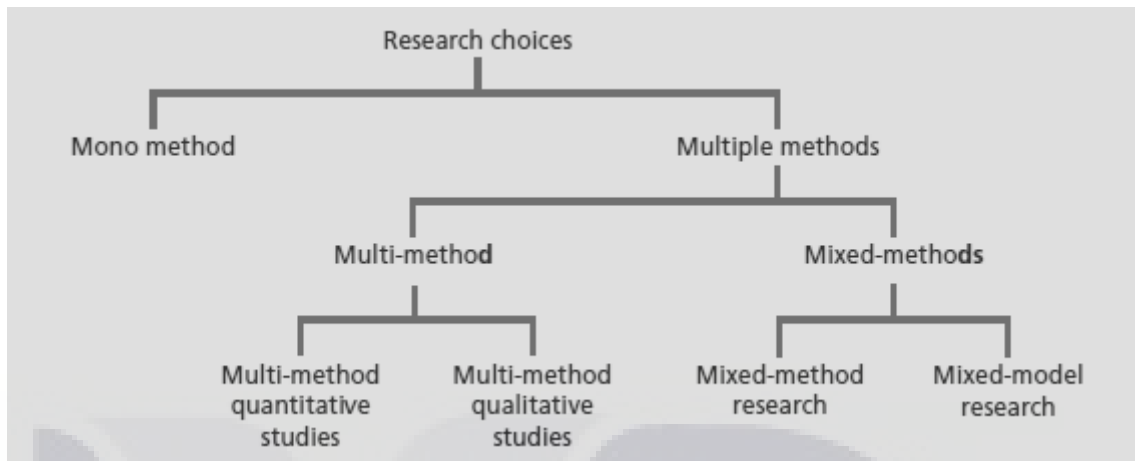 Research choices
Mono method
Multiple methods
Multi-method
Mixed-methods
Multi-method
quantitative
studies
Multi-method
qualitative
studies
Mixed-method
research
Mixed-model
research